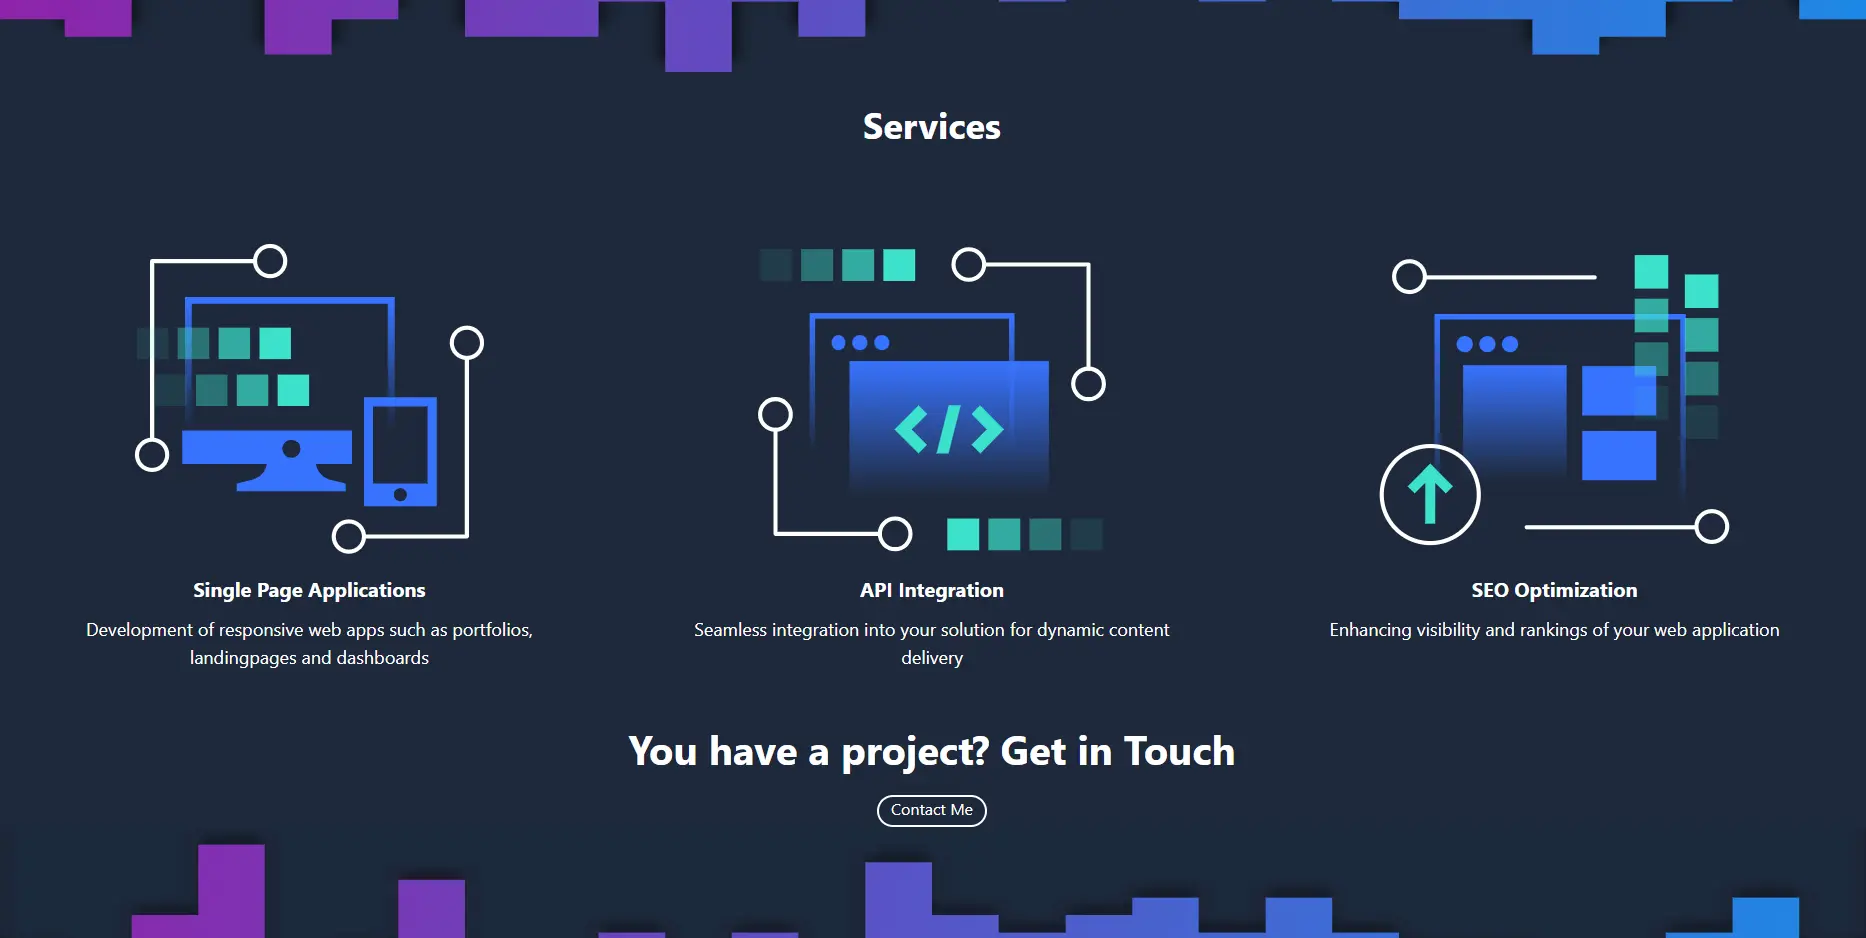 Services
Single Page Applications
Development of responsive web apps such as portfolios,
landingpages and dashboards
API Integration
Seamless integration into your solution for dynamic content
delivery
SEO Optimization
Enhancing visibility and rankings of your web application
You have a project? Get in Touch
Contact Me